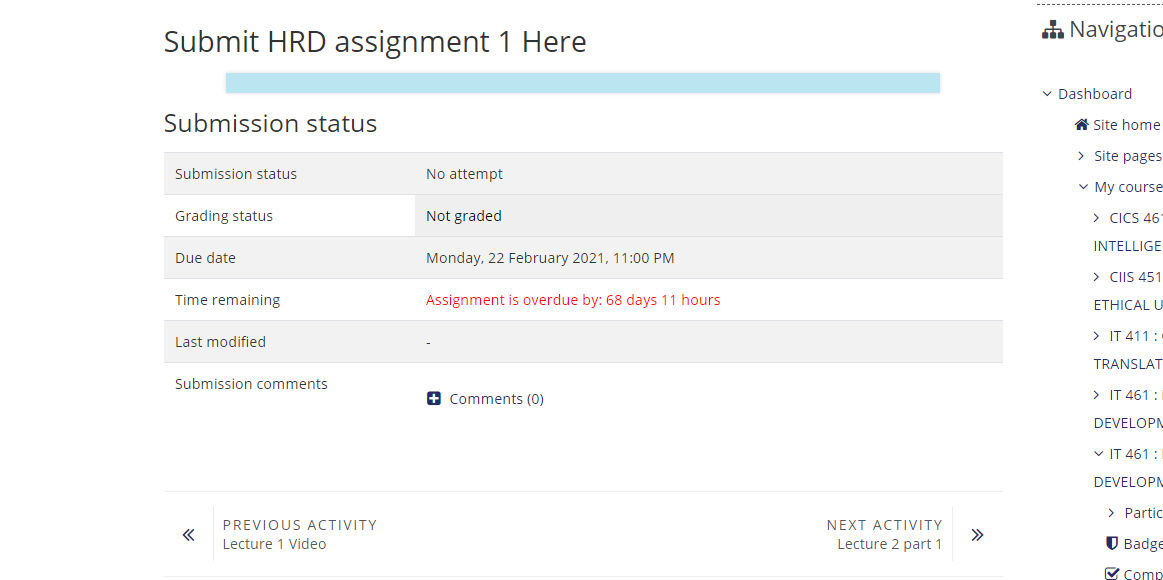 Submit HRD assignment 1 Here
Submission status
Submission status No attempt
Grading status Not graded
Due date Monday, 22 February 2021, 11:00 PM
Time remaining Assignment is overdue by: 68 days 11 hours
Last modified -
Submission comments
Comments (0)
PREVIOUS ACTIVITY
Lecture 1 Video
NEXT ACTIVITY
Lecture 2 part 1
Navigatio
Dashboard
Site home
Site pages
My course
CICS 461
INTELLIGE
CIIS 451
ETHICAL U
IT 411 :
TRANSLAT
IT 461 :
DEVELOPM
IT 461 :
DEVELOPM
Partic
Badge
Comp